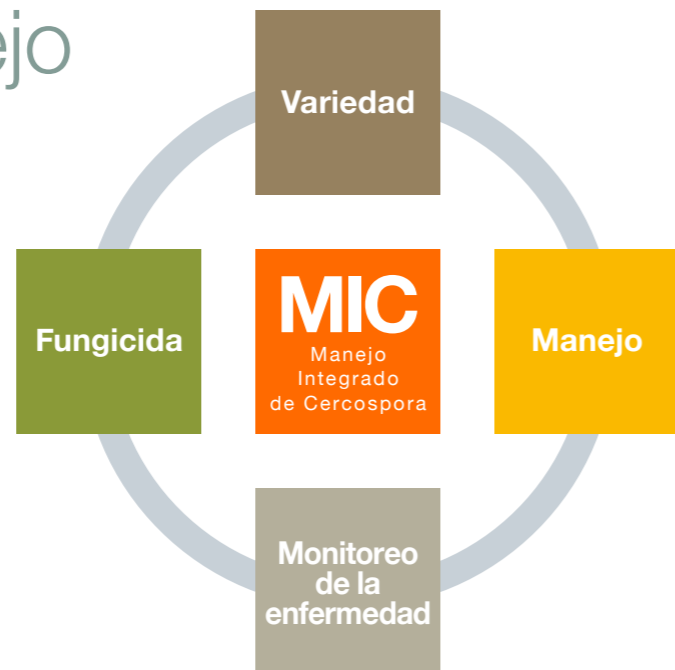 ejo
Variedad
Fungicida
MIC
Manejo
Integrado
de Cercospora
Manejo
Monitoreo
de la
enfermedad